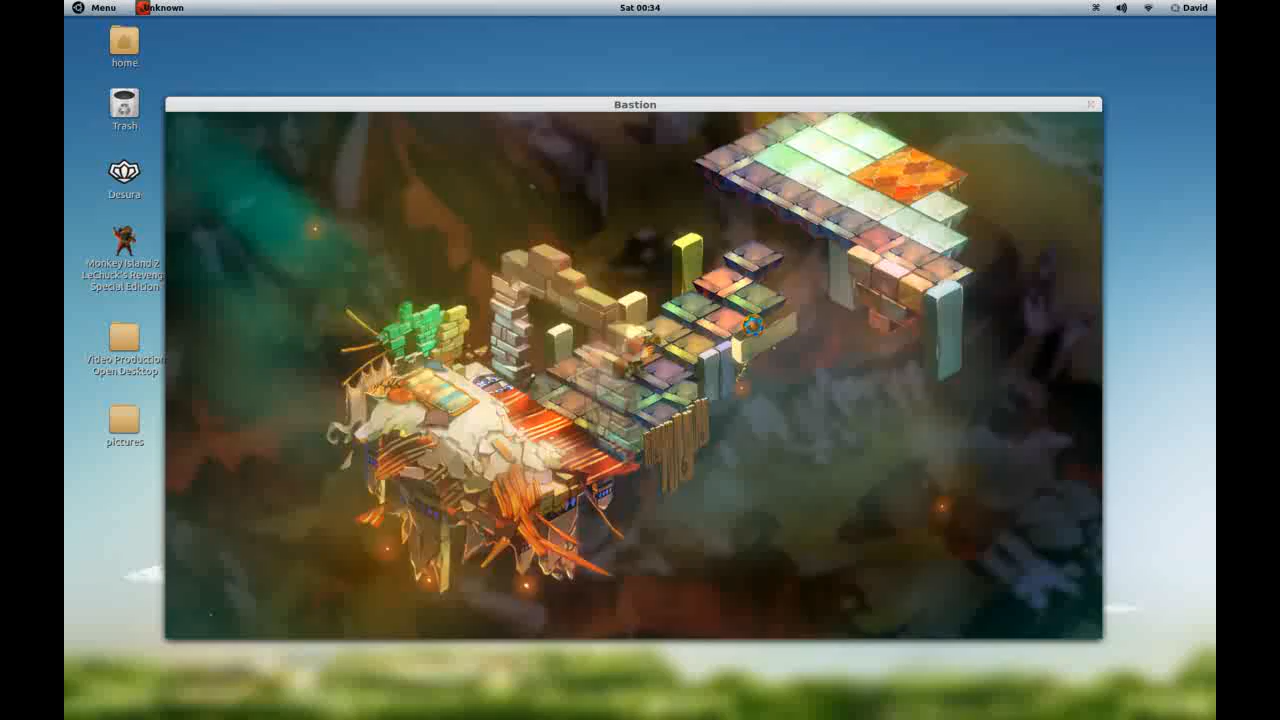 Menu
Unknown
Sat 00:34
David
home
Trash
Desura
Monkey Island 2
LeChuck's Reveng
Special Edition
Video Production
Open Desktop
pictures
Bastion